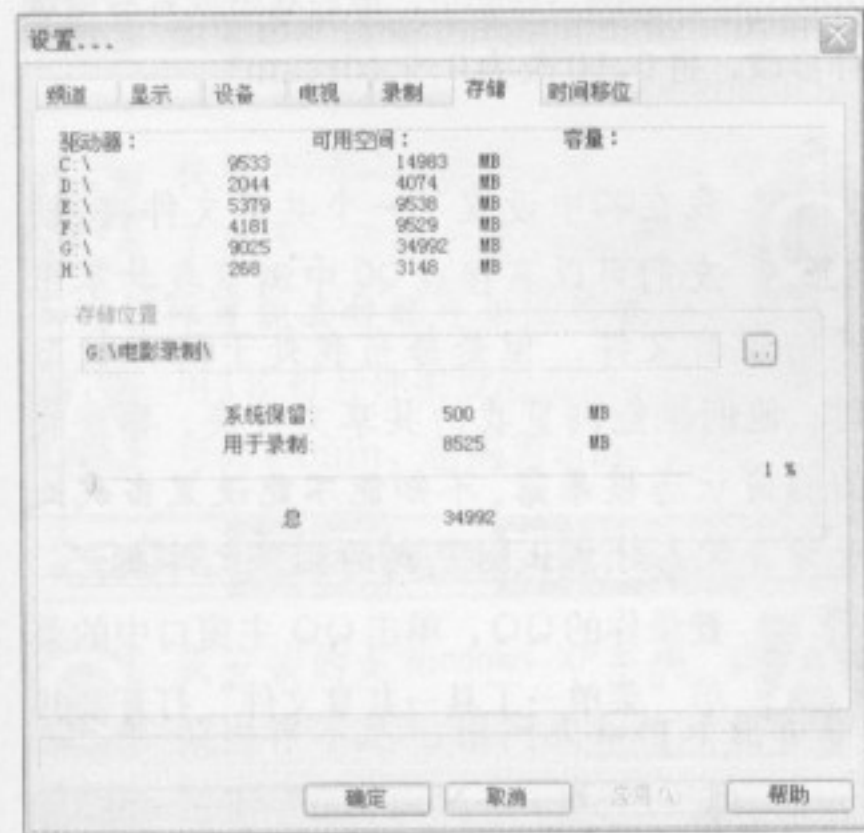 设置...
频道 显示 设备 电视 录制 存储 时间移位
驱动器： 可用空间： 容量：
C:\ 9533 14983 MB
D:\ 2044 4074 MB
E:\ 5379 9538 MB
F:\ 4181 9529 MB
G:\ 9025 34992 MB
H:\ 268 3148 MB
存储位置
G:\电影录制\ ..
系统保留: 500 MB
用于录制: 8525 MB
1 %
总 34992
确定 取消 帮助